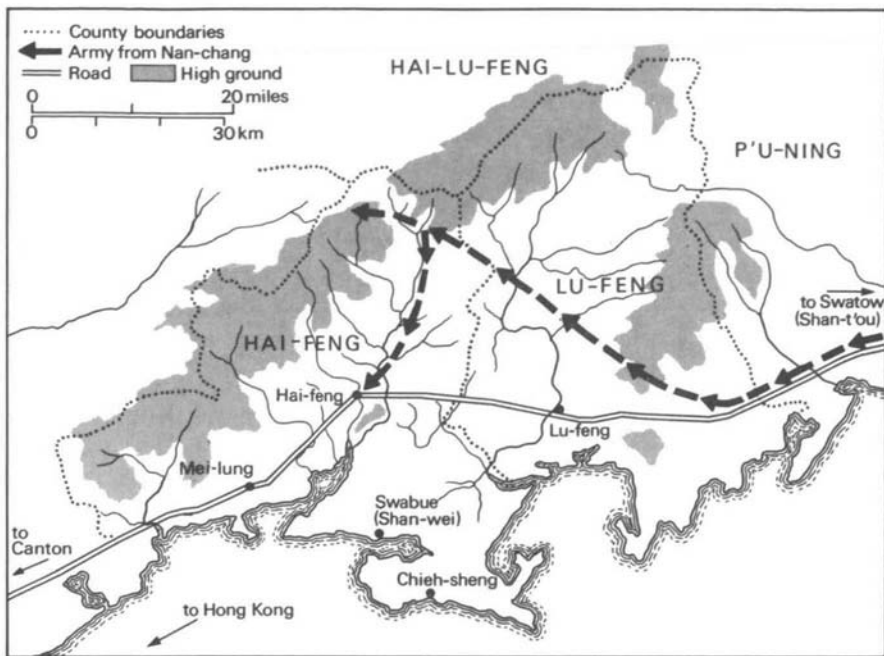 County boundaries
Army from Nan-chang
Road High ground
0 20 miles
0 30 km
HAI-LU-FENG
P'U-NING
LU-FENG
to Swatow
(Shan-t'ou)
HAI-FENG
Hai-feng
Lu-feng
Mei-lung
Swabue
(Shan-wei)
to
Canton
Chieh-sheng
to Hong Kong